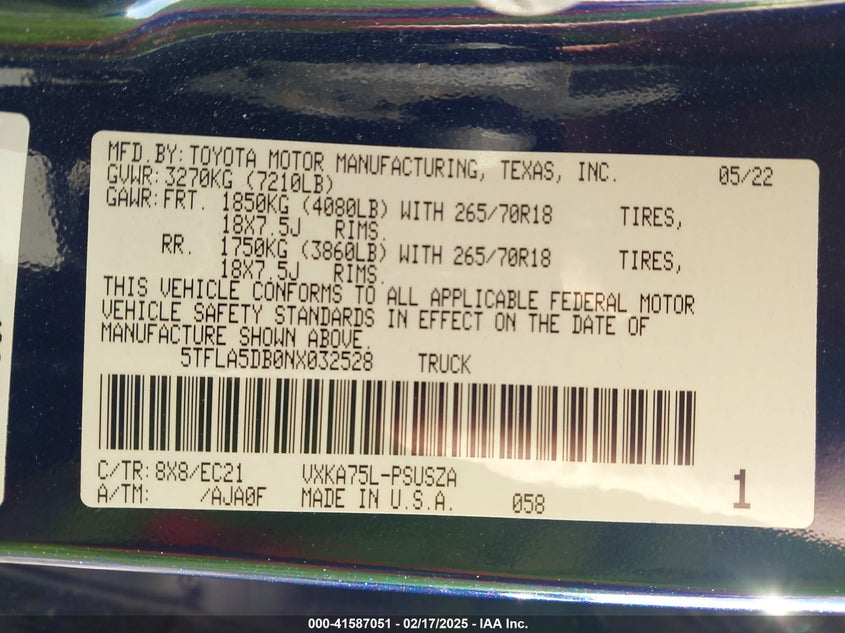 MFD.BY:TOYOTA MOTOR MANUFACTURING, TEXAS, INC. 05/22
GVWR:3270KG (7210LB)
GAWR:FRT. 1850KG (4080LB) WITH 265/70R18 TIRES,
18X7.5J RIMS.
RR. 1750KG (3860LB) WITH 265/70R18 TIRES,
18X7.5J RIMS.
THIS VEHICLE CONFORMS TO ALL APPLICABLE FEDERAL MOTOR
VEHICLE SAFETY STANDARDS IN EFFECT ON THE DATE OF
MANUFACTURE SHOWN ABOVE.
5TFLA5DB0NX032528 TRUCK
C/TR:8X8/EC21 VXKA75L-PSUSZA
A/TM: /AJA0F MADE IN U.S.A. 058 1
000-41587051 - 02/17/2025 - IAA Inc.